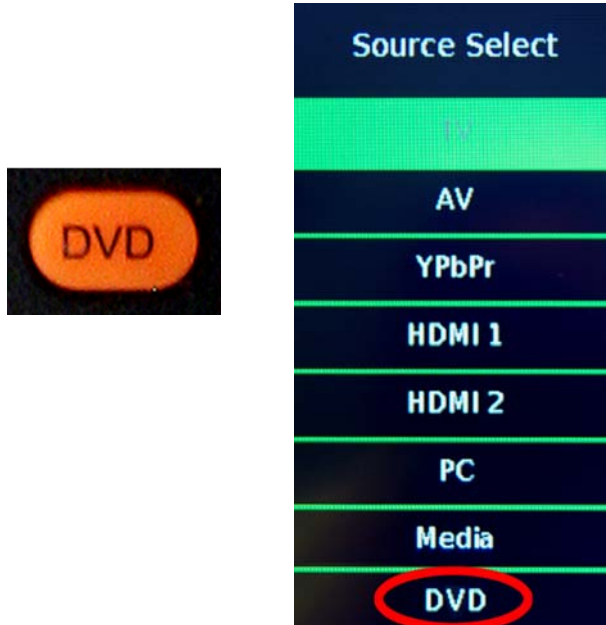 Source Select
TV
AV
YPbPr
DVD
HDMI 1
HDMI 2
PC
Media
DVD